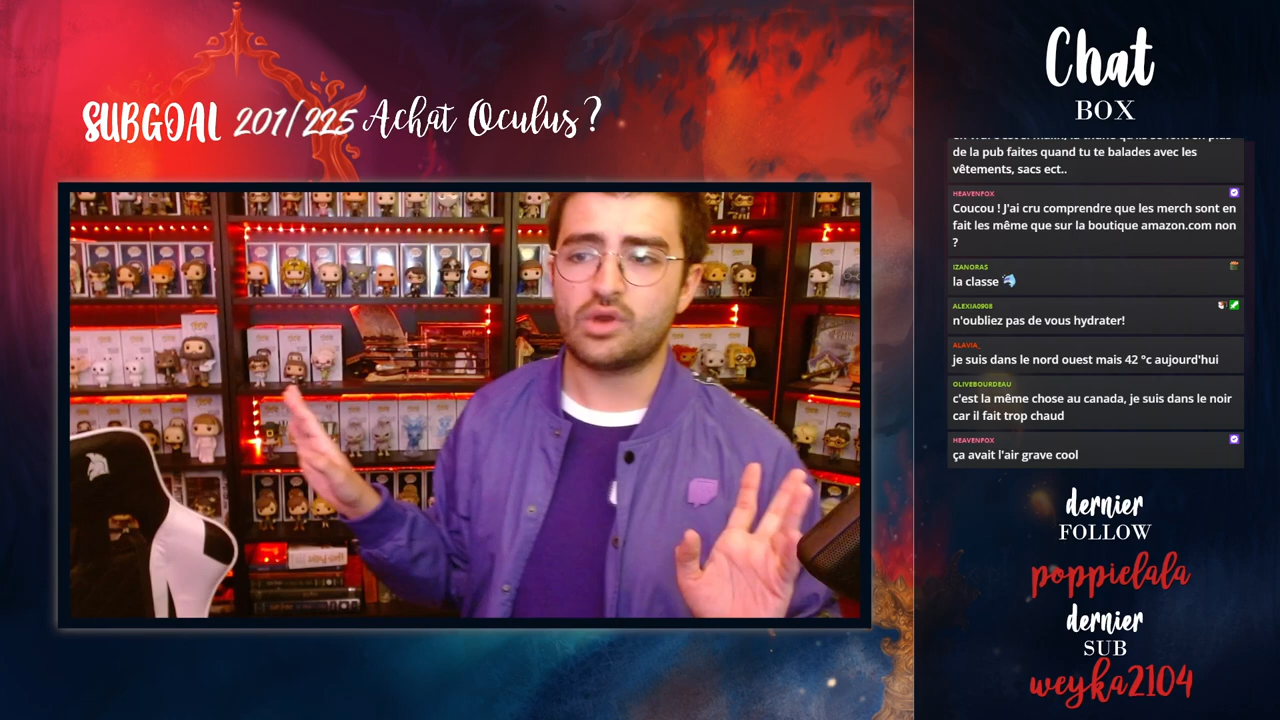 SUBGOAL 201/225 Achat Oculus?
Chat
BOX
de la pub faites quand tu te balades avec les
vêtements, sacs ect..
HEAVENFOX
Coucou ! J'ai cru comprendre que les merch sont en
fait les même que sur la boutique amazon.com non
?
IZANORAS
la classe
ALEXIA0908
n'oubliez pas de vous hydrater!
ALAVIA_
je suis dans le nord ouest mais 42 °c aujourd'hui
OLIVEBOURDEAU
c'est la même chose au canada, je suis dans le noir
car il fait trop chaud
HEAVENFOX
ça avait l'air grave cool
dernier
FOLLOW
poppielala
dernier
SUB
weyka2104